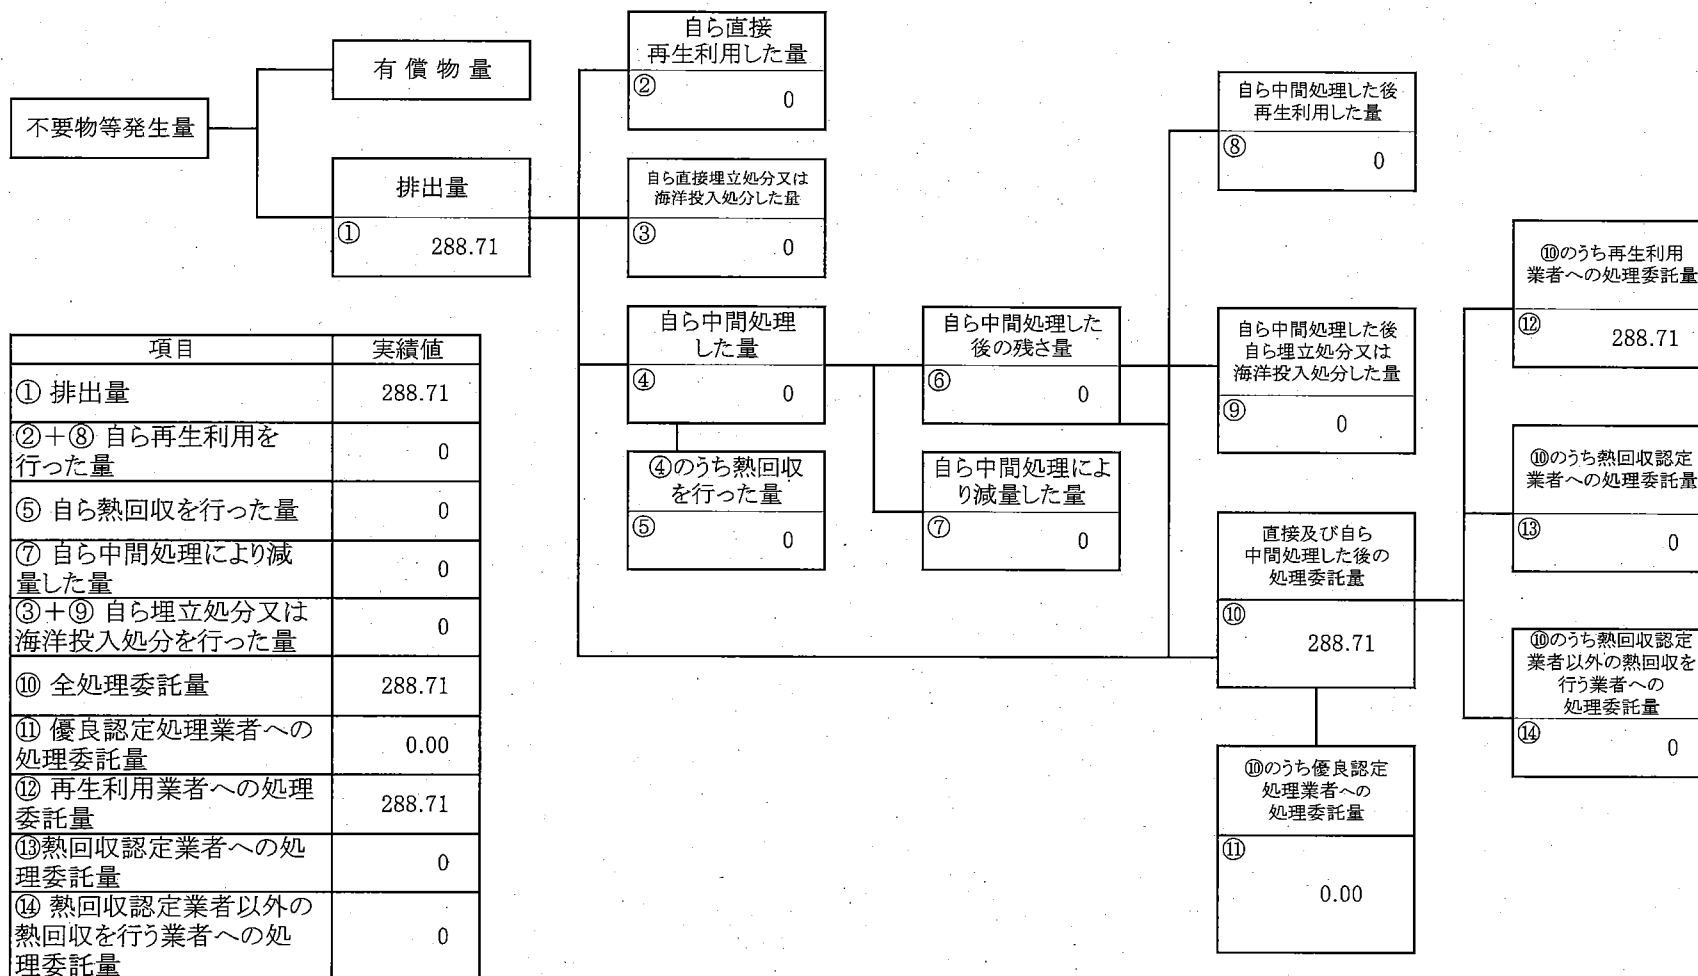 不要物等発生量
有償物量
排出量
①
288.71
自ら直接
再生利用した量
②
0
自ら直接埋立処分又は
海洋投入処分した量
③
0
自ら中間処理
した量
④
0
④のうち熱回収
を行った量
⑤
0
自ら中間処理した
後の残さ量
⑥
0
自ら中間処理によ
り減量した量
⑦
0
自ら中間処理した後
再生利用した量
⑧
0
自ら中間処理した後
自ら埋立処分又は
海洋投入処分した量
⑨
0
直接及び自ら
中間処理した後の
処理委託量
⑩
288.71
⑩のうち優良認定
処理業者への
処理委託量
⑪
0.00
⑩のうち再生利用
業者への処理委託量
⑫
288.71
⑩のうち熱回収認定
業者への処理委託量
⑬
0
⑩のうち熱回収認定
業者以外の熱回収を
行う業者への
処理委託量
⑭
0
項目 実績値
① 排出量 288.71
②+⑧ 自ら再生利用を
行った量 0
⑤ 自ら熱回収を行った量 0
⑦ 自ら中間処理により減
量した量 0
③+⑨ 自ら埋立処分又は
海洋投入処分を行った量 0
⑩ 全処理委託量 288.71
⑪ 優良認定処理業者への
処理委託量 0.00
⑫ 再生利用業者への処理
委託量 288.71
⑬熱回収認定業者への処
理委託量 0
⑭ 熱回収認定業者以外の
熱回収を行う業者への処
理委託量 0